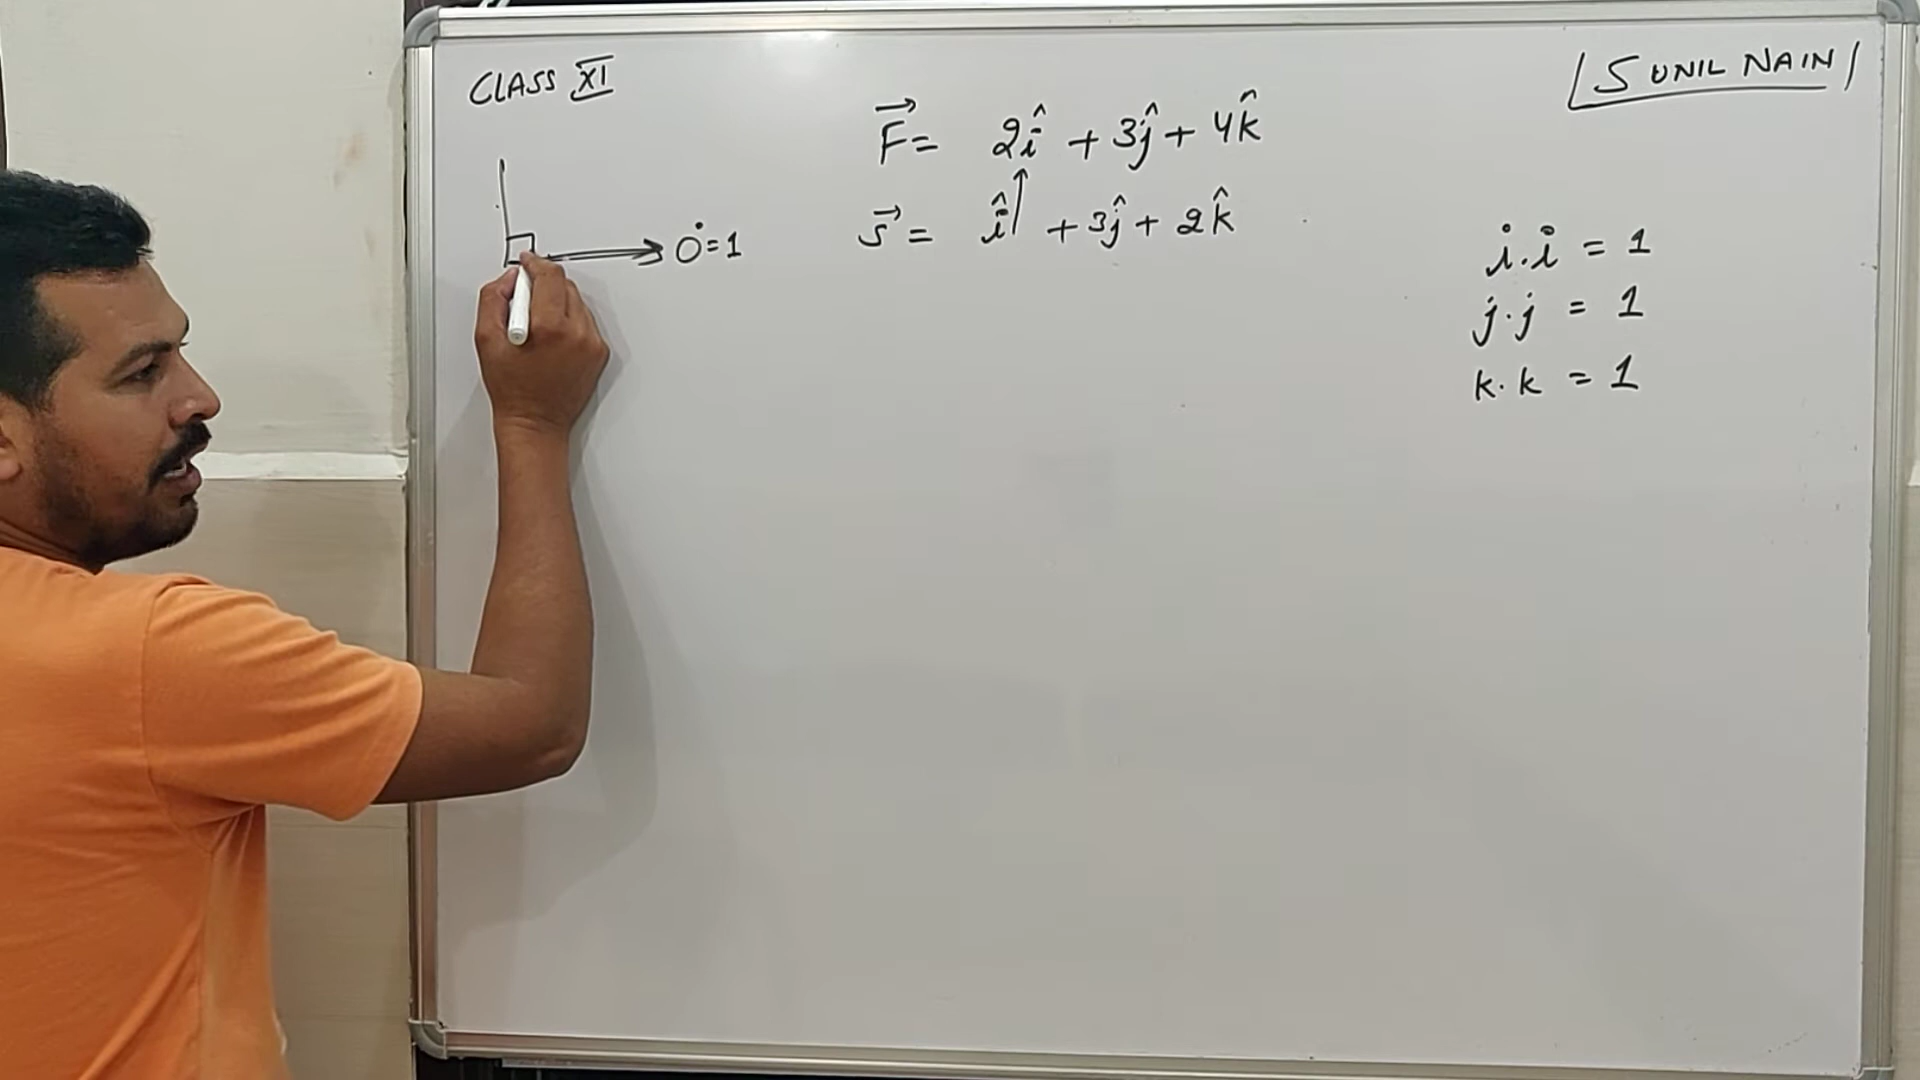 CLASS XI
SUNIL NAIN
F⃗ = 2î + 3ĵ + 4k̂
s⃗ = î + 3ĵ + 2k̂
0° = 1
i.i = 1
j.j = 1
k.k = 1